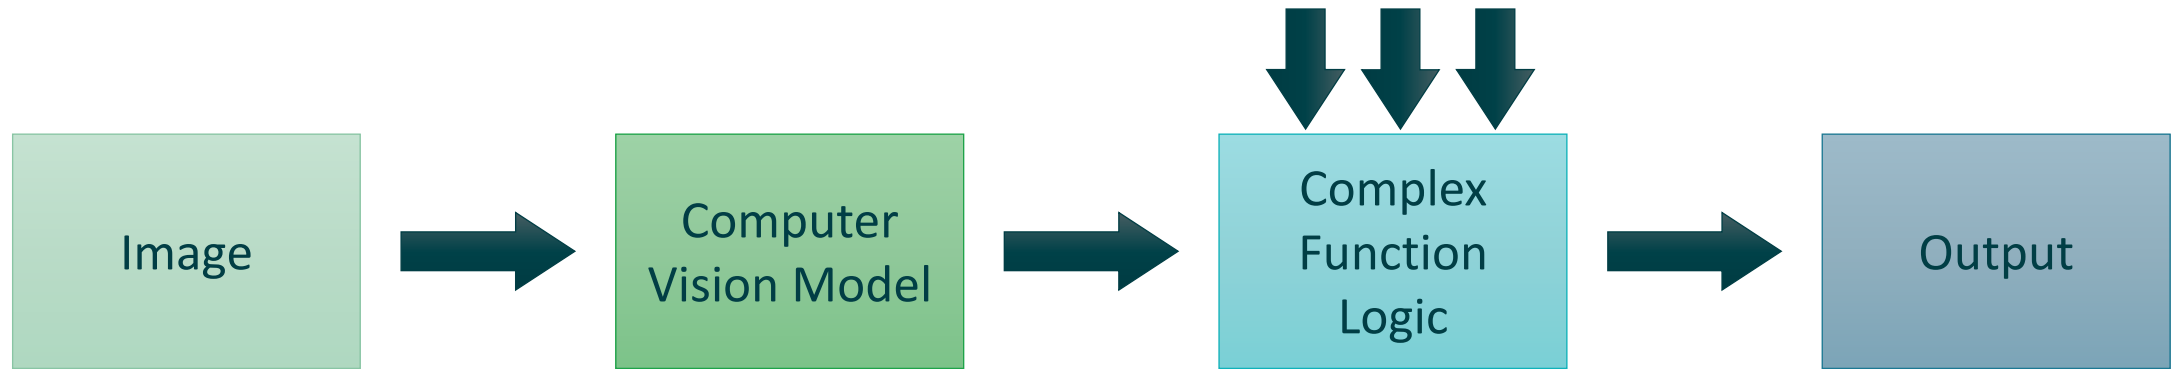 Image
Computer
Vision Model
Complex
Function
Logic
Output